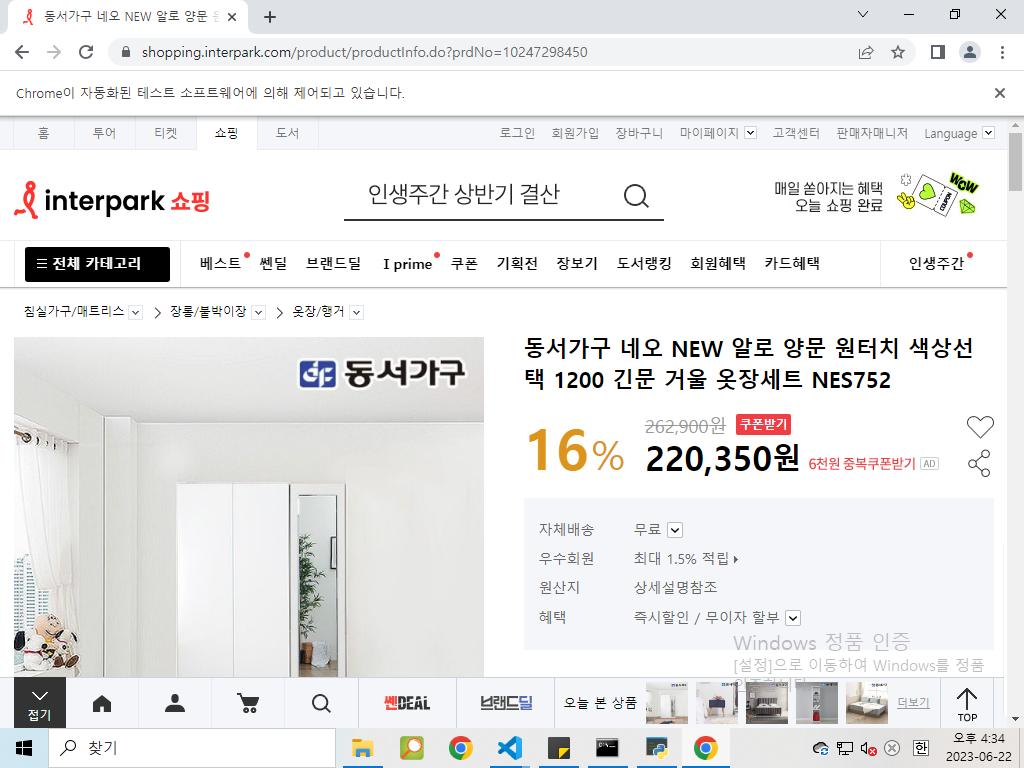 동서가구 네오 NEW 알로 양문 원
shopping.interpark.com/product/productInfo.do?prdNo=10247298450
Chrome이 자동화된 테스트 소프트웨어에 의해 제어되고 있습니다.
홈 투어 티켓 쇼핑 도서 로그인 회원가입 장바구니 마이페이지 고객센터 판매자매니저 Language
interpark 쇼핑 인생주간 상반기 결산
매일 쏟아지는 혜택
오늘 쇼핑 완료
WOW
COUPON
전체 카테고리 베스트 쎈딜 브랜드딜 I prime 쿠폰 기획전 장보기 도서랭킹 회원혜택 카드혜택 인생주간
침실가구/매트리스 장롱/붙박이장 옷장/행거
동서가구
동서가구 네오 NEW 알로 양문 원터치 색상선
택 1200 긴문 거울 옷장세트 NES752
16% 262,900원 쿠폰받기
220,350원 6천원 중복쿠폰받기 AD
자체배송 무료
우수회원 최대 1.5% 적립
원산지 상세설명참조
혜택 즉시할인 / 무이자 할부
Windows 정품 인증
[설정]으로 이동하여 Windows를 정품
접기 쎈DEAL 브랜드딜 오늘 본 상품 더보기 TOP
찾기 한 오후 4:34
2023-06-22